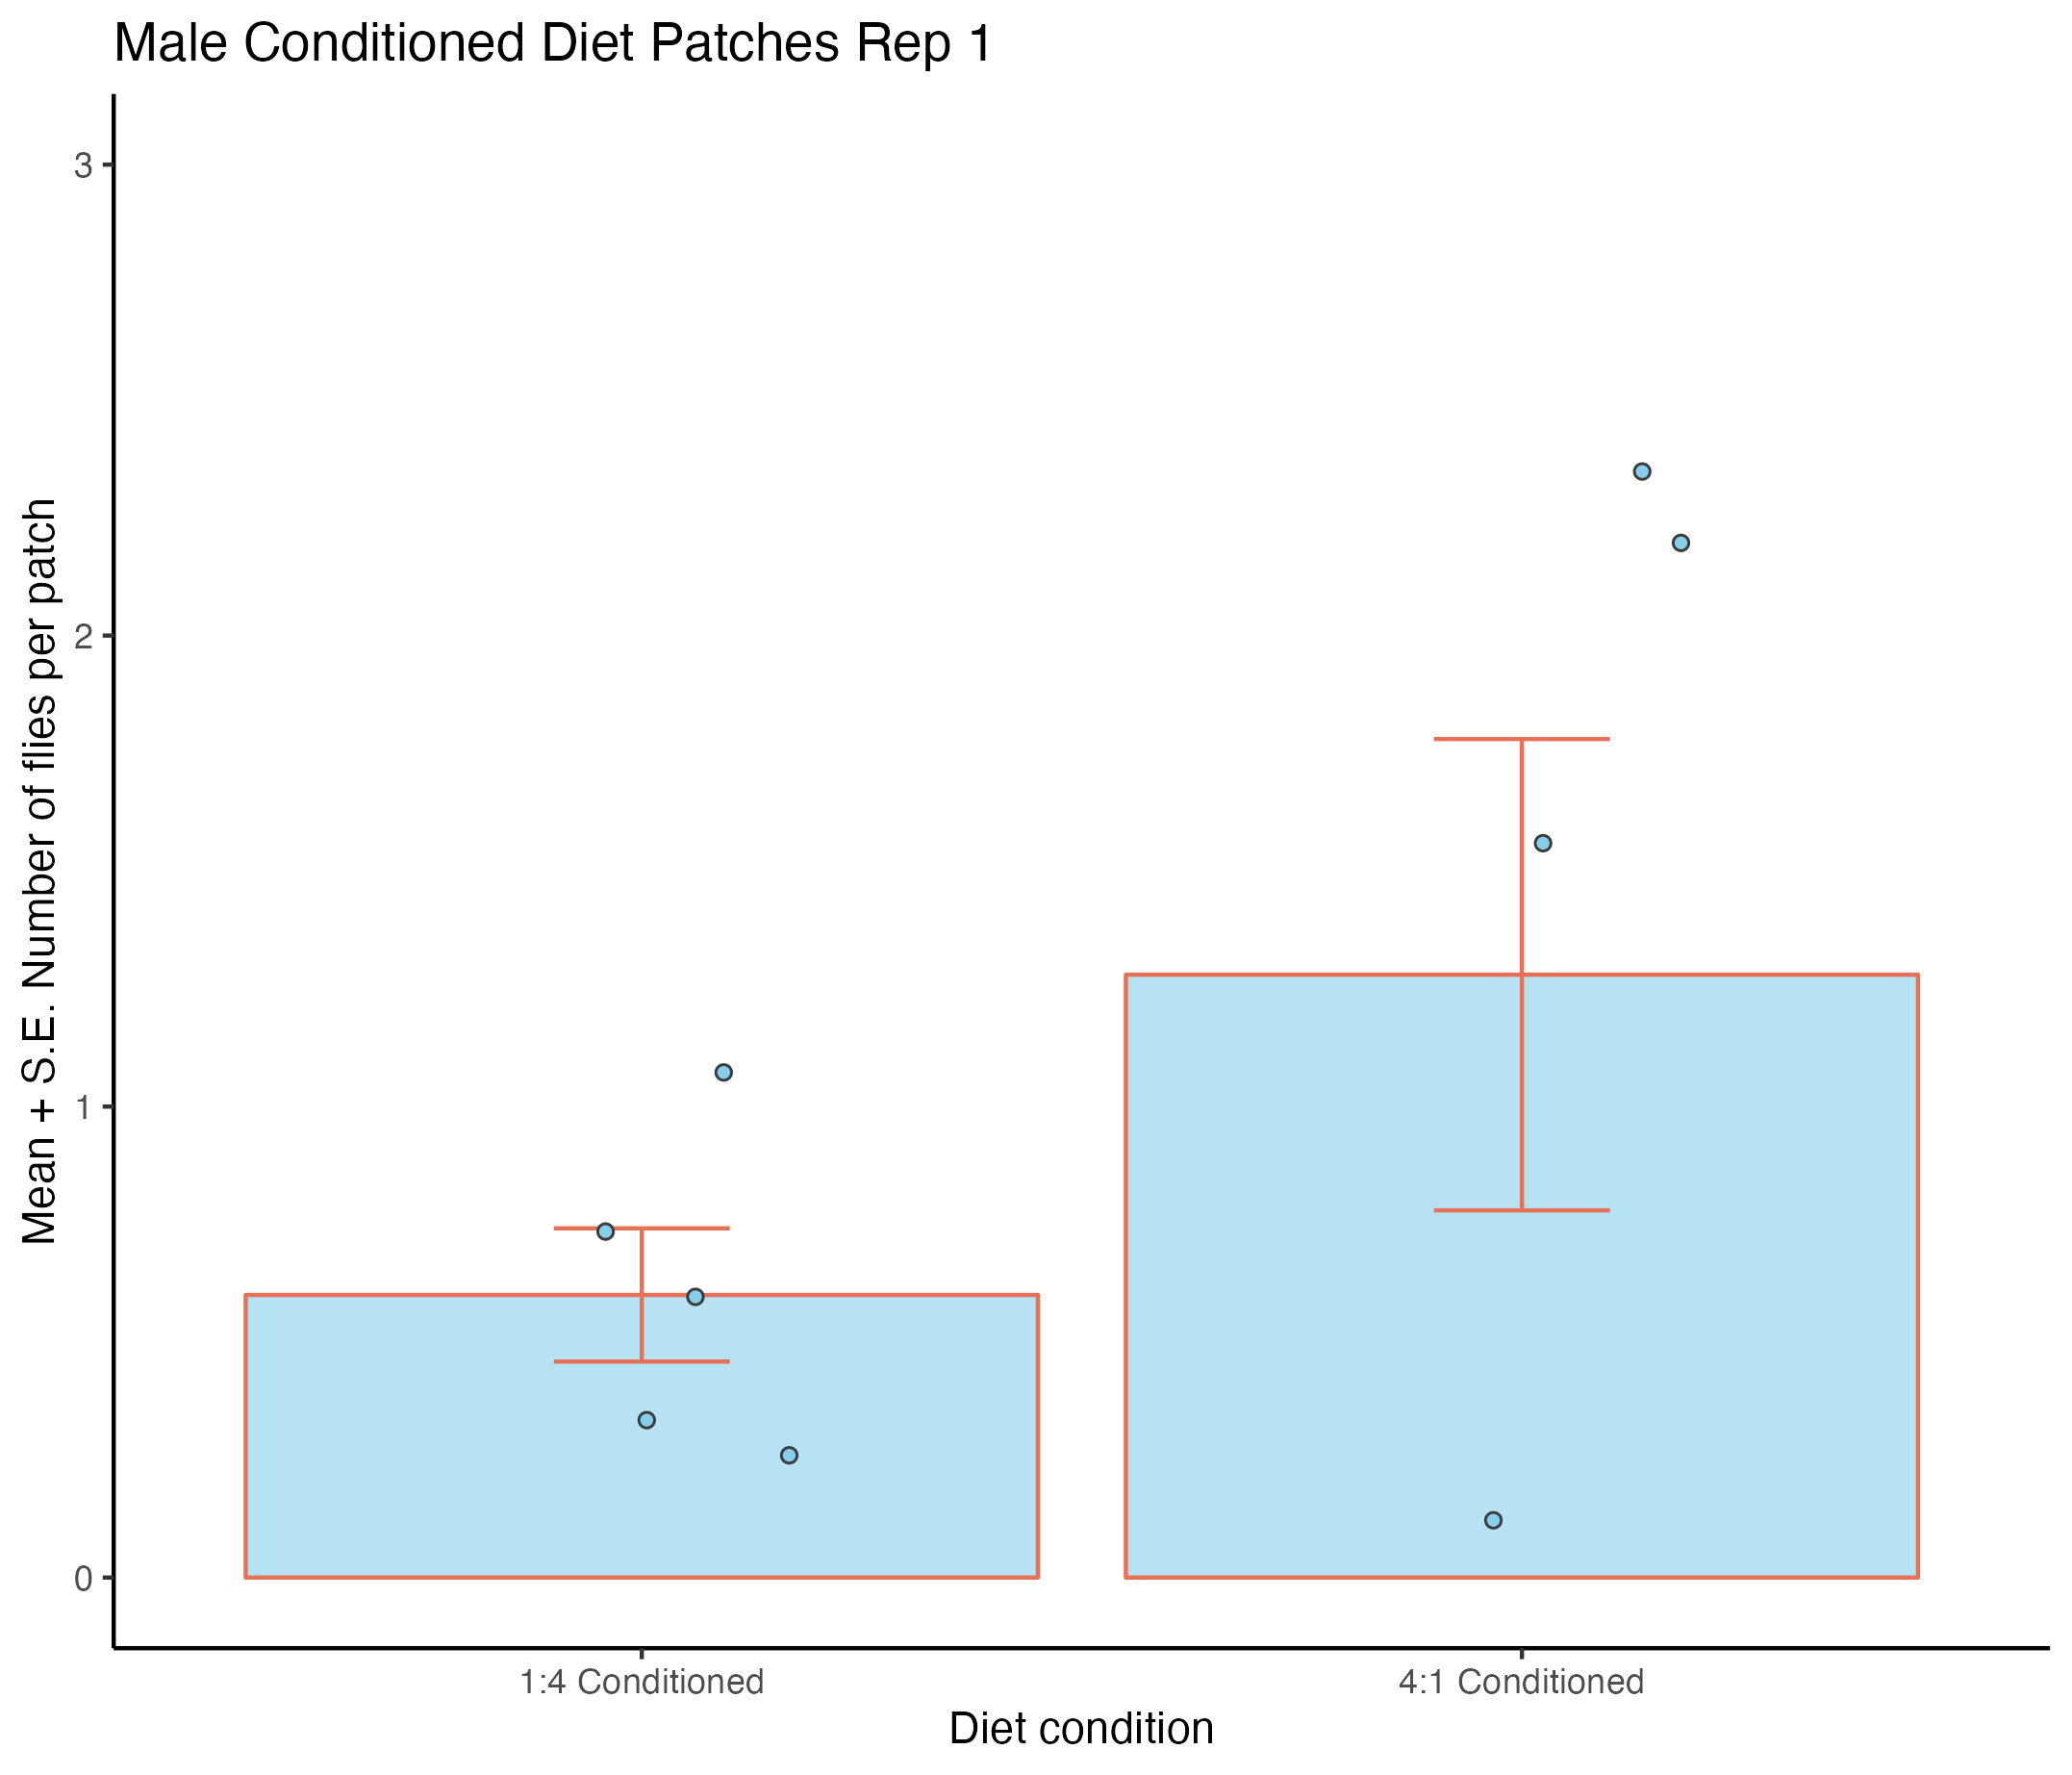 Male Conditioned Diet Patches Rep 1
Mean + S.E. Number of flies per patch
3
2
1
0
1:4 Conditioned
4:1 Conditioned
Diet condition